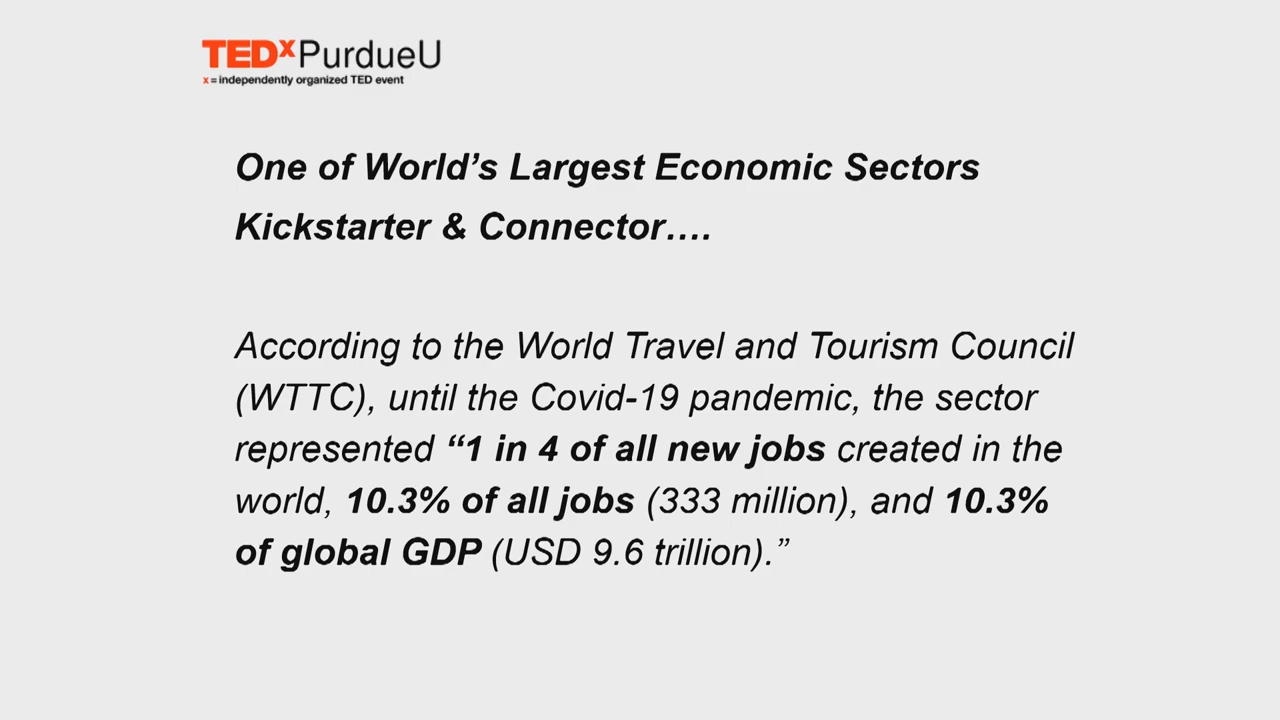 TEDxPurdueU
x = independently organized TED event
One of World’s Largest Economic Sectors
Kickstarter & Connector….
According to the World Travel and Tourism Council
(WTTC), until the Covid-19 pandemic, the sector
represented “1 in 4 of all new jobs created in the
world, 10.3% of all jobs (333 million), and 10.3%
of global GDP (USD 9.6 trillion).”